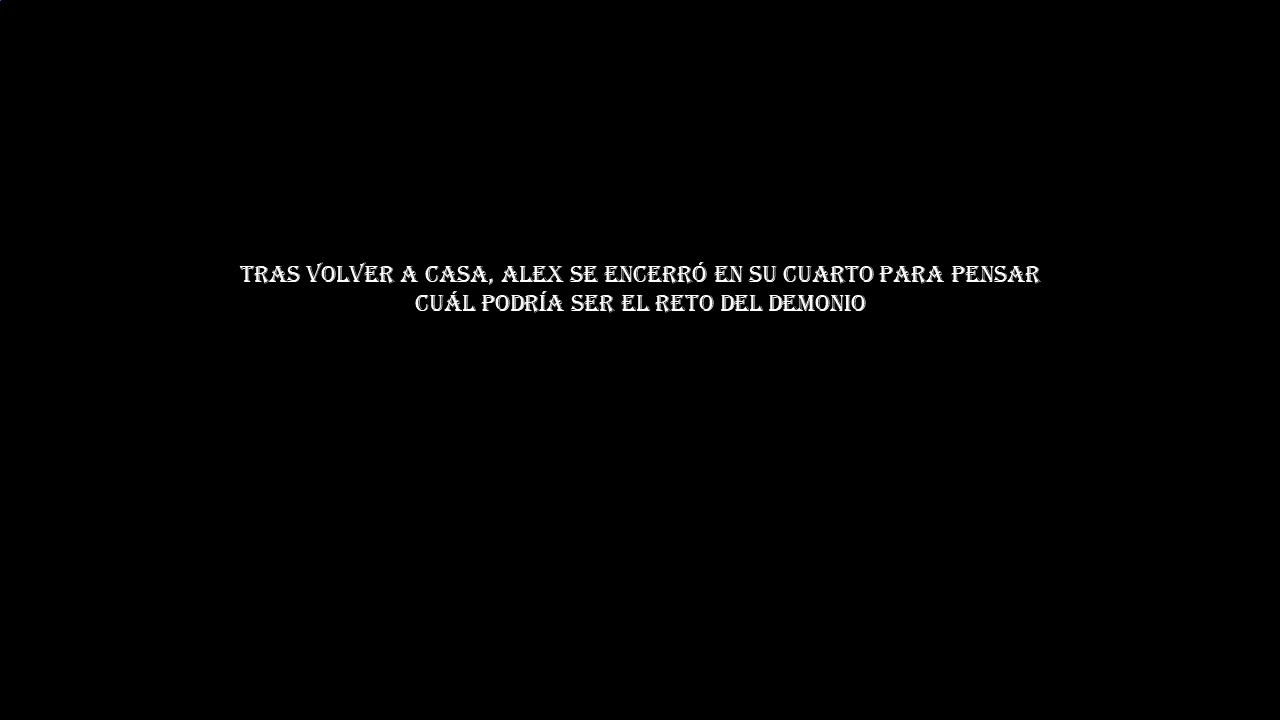 TRAS VOLVER A CASA, ALEX SE ENCERRÓ EN SU CUARTO PARA PENSAR
CUÁL PODRÍA SER EL RETO DEL DEMONIO